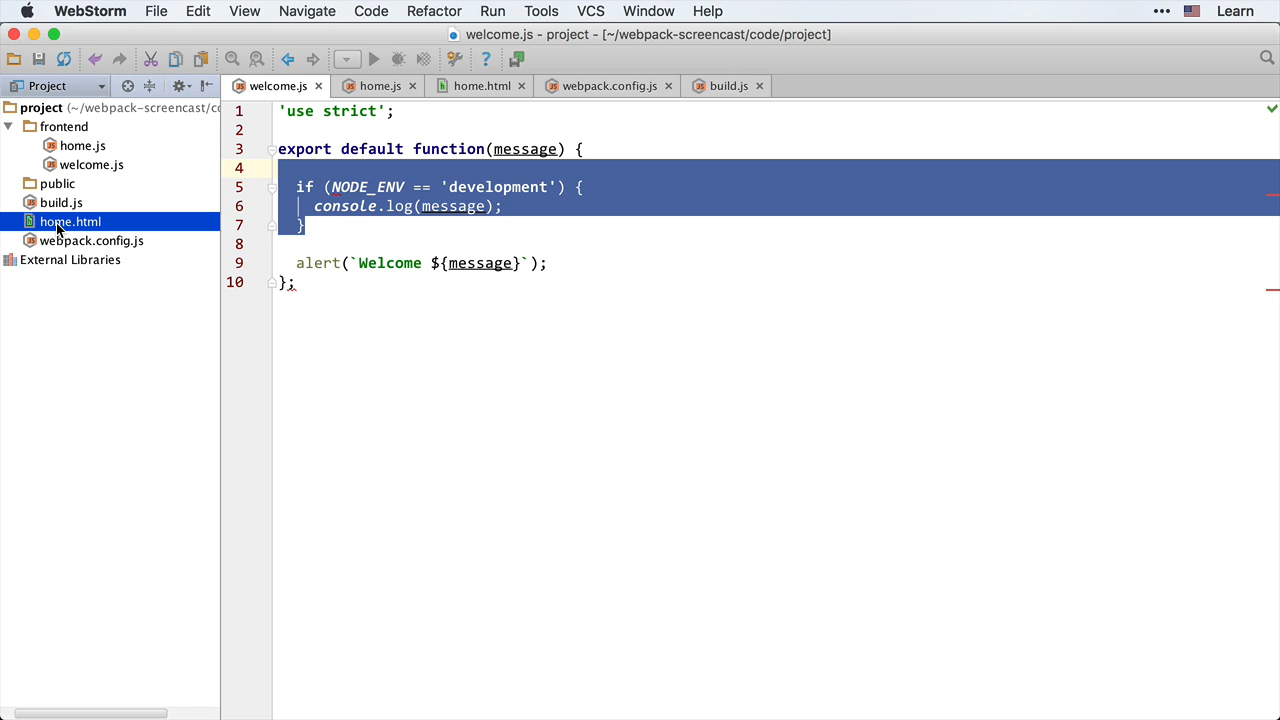 WebStorm File Edit View Navigate Code Refactor Run Tools VCS Window Help ••• Learn
welcome.js - project - [~/webpack-screencast/code/project]
Project welcome.js home.js home.html webpack.config.js build.js
project (~/webpack-screencast/co
frontend
home.js
welcome.js
public
build.js
home.html
webpack.config.js
External Libraries
1 'use strict';
2
3 export default function(message) {
4
5 if (NODE_ENV == 'development') {
6 console.log(message);
7 }
8
9 alert(`Welcome ${message}`);
10 };